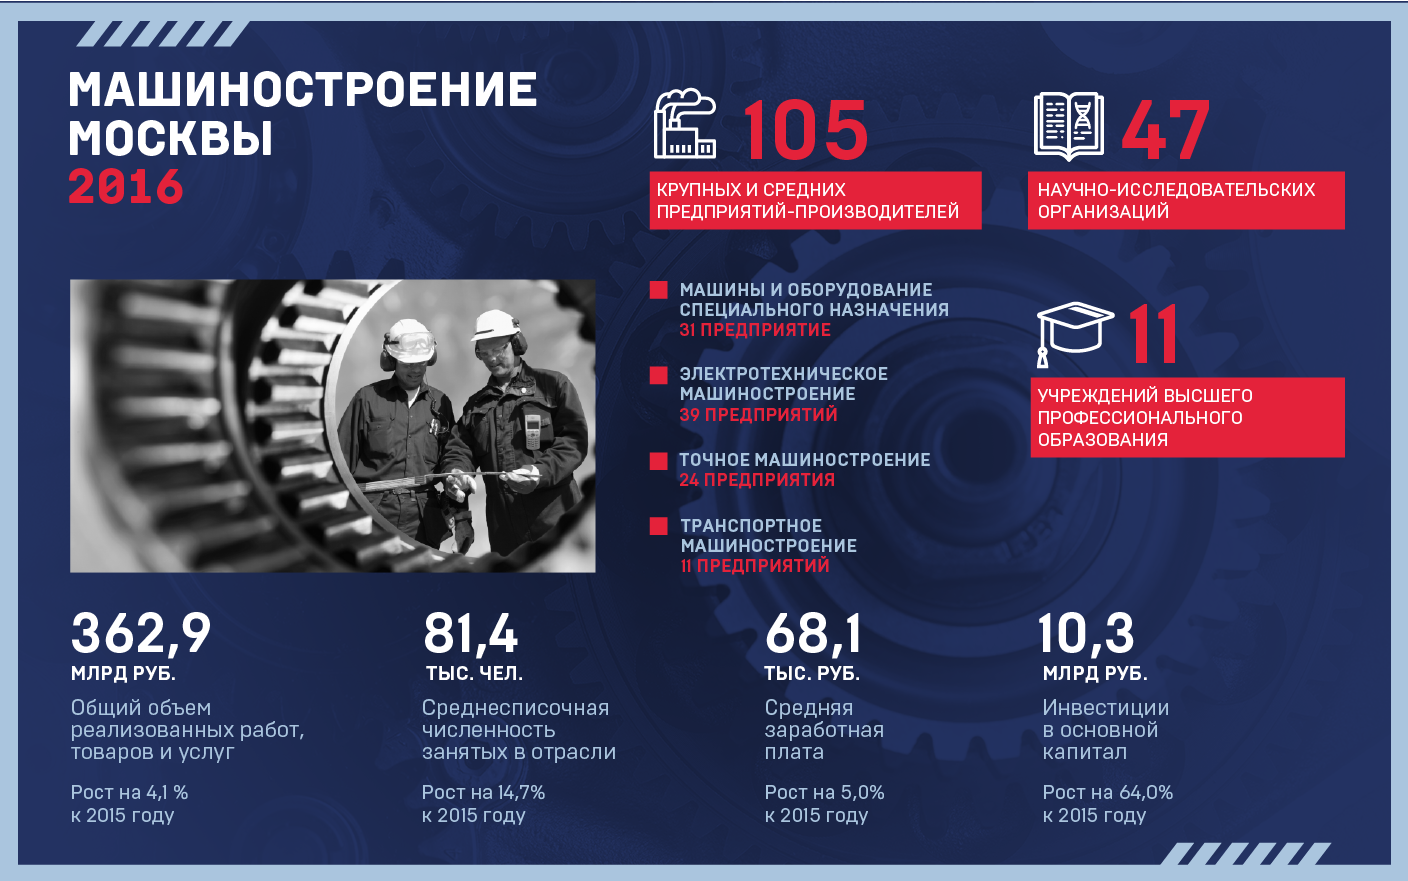 МАШИНОСТРОЕНИЕ
МОСКВЫ
2016
105
КРУПНЫХ И СРЕДНИХ
ПРЕДПРИЯТИЙ-ПРОИЗВОДИТЕЛЕЙ
47
НАУЧНО-ИССЛЕДОВАТЕЛЬСКИХ
ОРГАНИЗАЦИЙ
МАШИНЫ И ОБОРУДОВАНИЕ
СПЕЦИАЛЬНОГО НАЗНАЧЕНИЯ
31 ПРЕДПРИЯТИЕ
ЭЛЕКТРОТЕХНИЧЕСКОЕ
МАШИНОСТРОЕНИЕ
39 ПРЕДПРИЯТИЙ
ТОЧНОЕ МАШИНОСТРОЕНИЕ
24 ПРЕДПРИЯТИЯ
ТРАНСПОРТНОЕ
МАШИНОСТРОЕНИЕ
11 ПРЕДПРИЯТИЙ
11
УЧРЕЖДЕНИЙ ВЫСШЕГО
ПРОФЕССИОНАЛЬНОГО
ОБРАЗОВАНИЯ
362,9
МЛРД РУБ.
Общий объем
реализованных работ,
товаров и услуг
Рост на 4,1 %
к 2015 году
81,4
ТЫС. ЧЕЛ.
Среднесписочная
численность
занятых в отрасли
Рост на 14,7%
к 2015 году
68,1
ТЫС. РУБ.
Средняя
заработная
плата
Рост на 5,0%
к 2015 году
10,3
МЛРД РУБ.
Инвестиции
в основной
капитал
Рост на 64,0%
к 2015 году